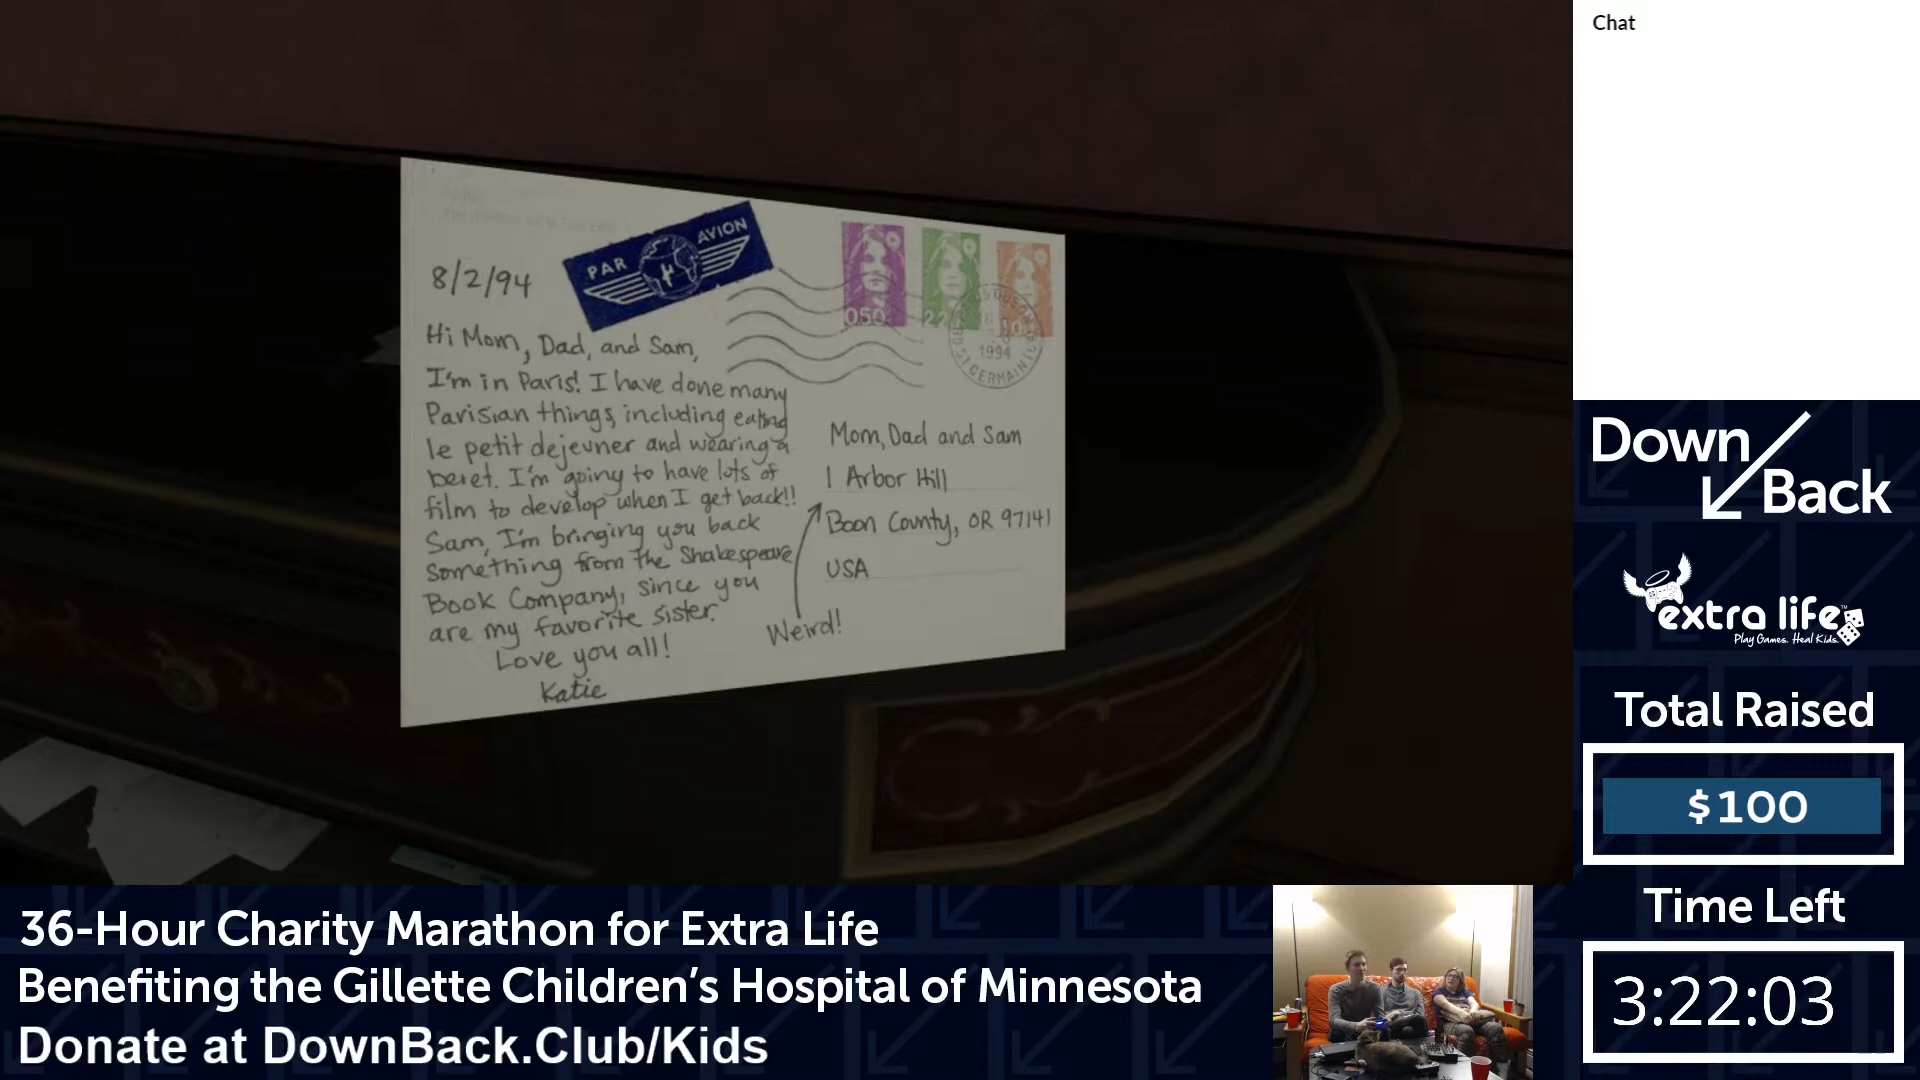 Chat
8/2/94
PAR AVION
Hi Mom, Dad, and Sam,
I'm in Paris! I have done many
Parisian things, including eating
le petit dejeuner and wearing a
beret. I'm going to have lots of
film to develop when I get back!!
Sam, I'm bringing you back
something from the Shakespeare
Book Company, since you
are my favorite sister.
Love you all!
Katie
0.50
1994
ST GERMAIN
Mom, Dad and Sam
1 Arbor Hill
Boon County, OR 97141
USA
Weird!
Down
Back
extra life
Play Games. Heal Kids.
Total Raised
$100
Time Left
3:22:03
36-Hour Charity Marathon for Extra Life
Benefiting the Gillette Children's Hospital of Minnesota
Donate at DownBack.Club/Kids